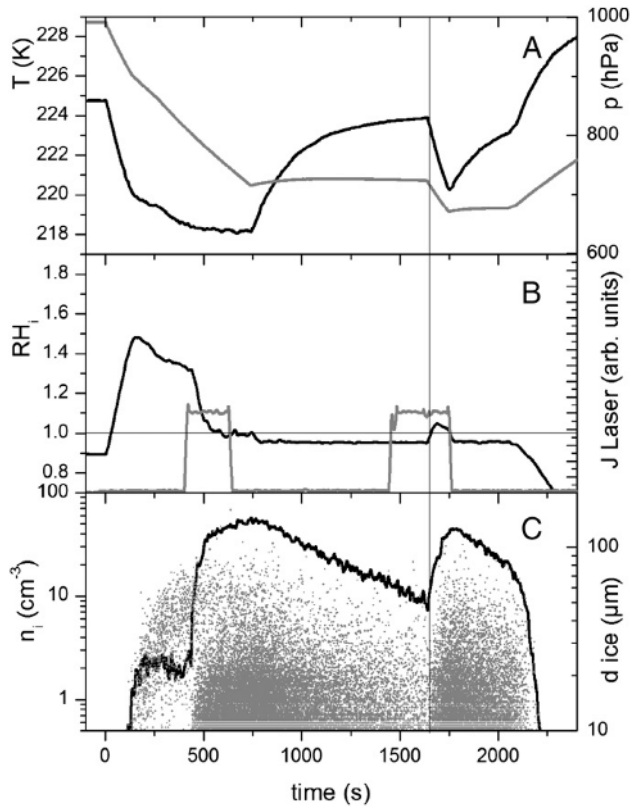 A
T (K)
228
226
224
222
220
218
p (hPa)
1000
800
600
B
RHᵢ
1.8
1.6
1.4
1.2
1.0
0.8
J Laser (arb. units)
C
nᵢ (cm⁻³)
100
10
1
d ice (µm)
100
10
0 500 1000 1500 2000
time (s)